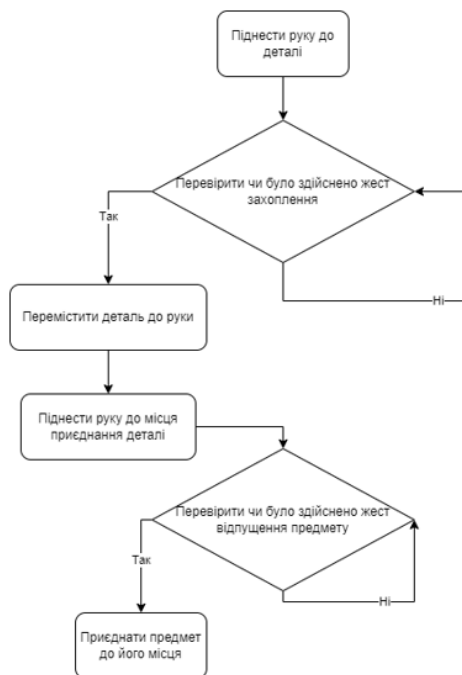 Піднести руку до
деталі
Перевірити чи було здійснено жест
захоплення
Так
Ні
Перемістити деталь до руки
Піднести руку до місця
приєднання деталі
Перевірити чи було здійснено жест
відпущення предмету
Так
Ні
Приєднати предмет
до його місця